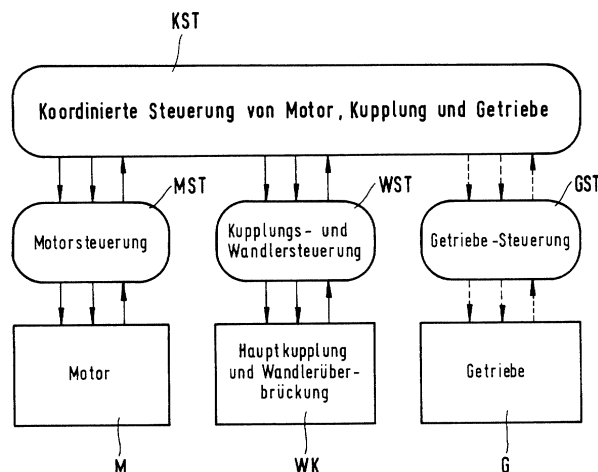 KST
Koordinierte Steuerung von Motor, Kupplung und Getriebe
MST
WST
GST
Motorsteuerung
Kupplungs- und
Wandlersteuerung
Getriebe-Steuerung
Motor
Hauptkupplung
und Wandlerüber-
brückung
Getriebe
M
WK
G